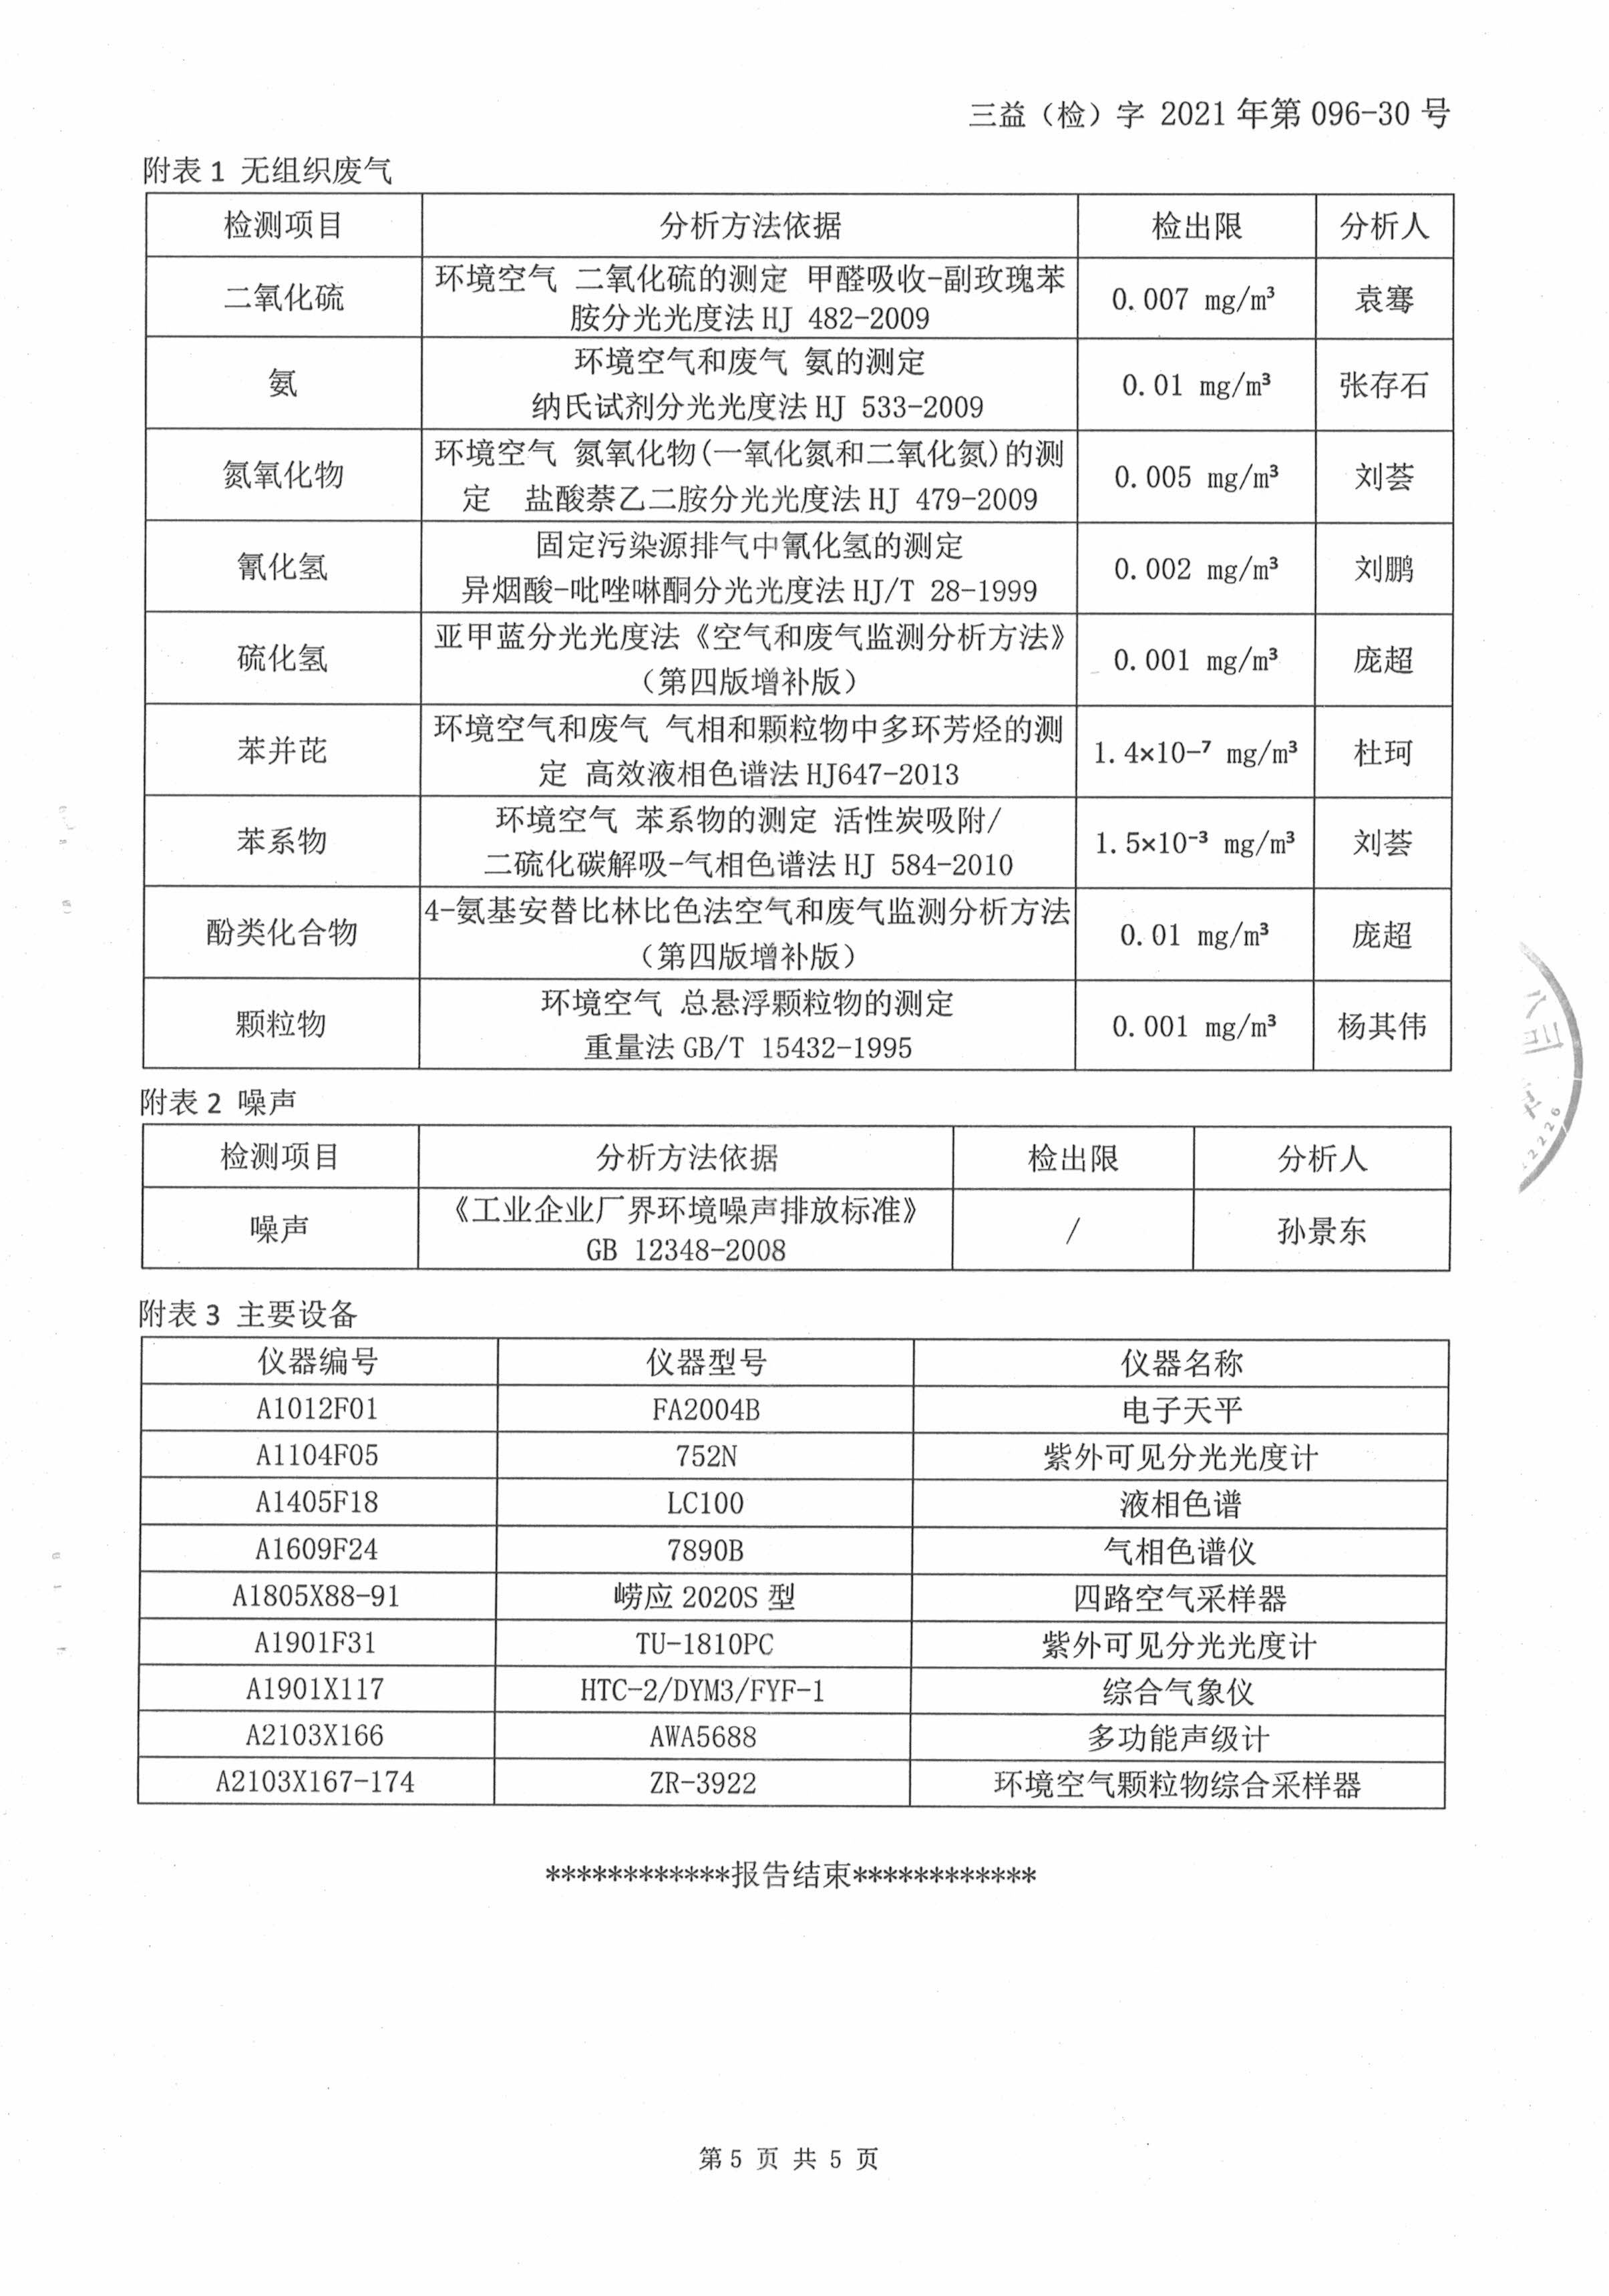 三益（检）字 2021 年第 096-30 号
附表 1 无组织废气
检测项目 分析方法依据 检出限 分析人
二氧化硫 环境空气 二氧化硫的测定 甲醛吸收-副玫瑰苯
胺分光光度法 HJ 482-2009 0.007 mg/m³ 袁骞
氨 环境空气和废气 氨的测定
纳氏试剂分光光度法 HJ 533-2009 0.01 mg/m³ 张存石
氮氧化物 环境空气 氮氧化物(一氧化氮和二氧化氮)的测
定 盐酸萘乙二胺分光光度法 HJ 479-2009 0.005 mg/m³ 刘荟
氰化氢 固定污染源排气中氰化氢的测定
异烟酸-吡唑啉酮分光光度法 HJ/T 28-1999 0.002 mg/m³ 刘鹏
硫化氢 亚甲蓝分光光度法《空气和废气监测分析方法》
（第四版增补版） 0.001 mg/m³ 庞超
苯并芘 环境空气和废气 气相和颗粒物中多环芳烃的测
定 高效液相色谱法 HJ647-2013 1.4×10⁻⁷ mg/m³ 杜珂
苯系物 环境空气 苯系物的测定 活性炭吸附/
二硫化碳解吸-气相色谱法 HJ 584-2010 1.5×10⁻³ mg/m³ 刘荟
酚类化合物 4-氨基安替比林比色法空气和废气监测分析方法
（第四版增补版） 0.01 mg/m³ 庞超
颗粒物 环境空气 总悬浮颗粒物的测定
重量法 GB/T 15432-1995 0.001 mg/m³ 杨其伟
附表 2 噪声
检测项目 分析方法依据 检出限 分析人
噪声 《工业企业厂界环境噪声排放标准》
GB 12348-2008 / 孙景东
附表 3 主要设备
仪器编号 仪器型号 仪器名称
A1012F01 FA2004B 电子天平
A1104F05 752N 紫外可见分光光度计
A1405F18 LC100 液相色谱
A1609F24 7890B 气相色谱仪
A1805X88-91 崂应 2020S 型 四路空气采样器
A1901F31 TU-1810PC 紫外可见分光光度计
A1901X117 HTC-2/DYM3/FYF-1 综合气象仪
A2103X166 AWA5688 多功能声级计
A2103X167-174 ZR-3922 环境空气颗粒物综合采样器
************报告结束************
第 5 页 共 5 页